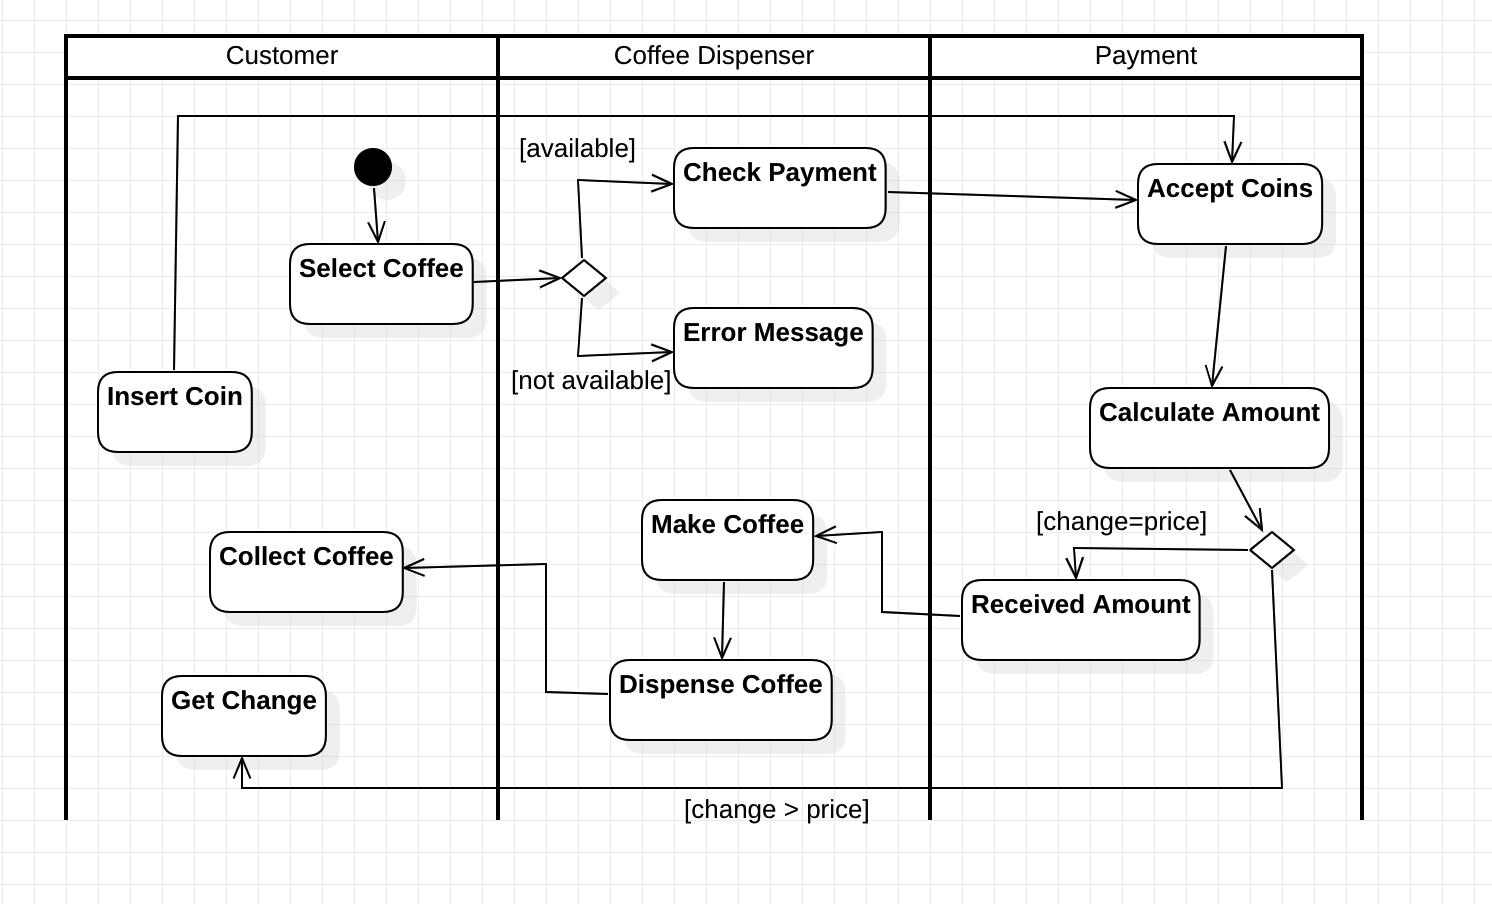 Customer
Coffee Dispenser
Payment
[available]
Check Payment
Accept Coins
Select Coffee
Error Message
[not available]
Insert Coin
Calculate Amount
Make Coffee
[change=price]
Collect Coffee
Received Amount
Dispense Coffee
Get Change
[change > price]